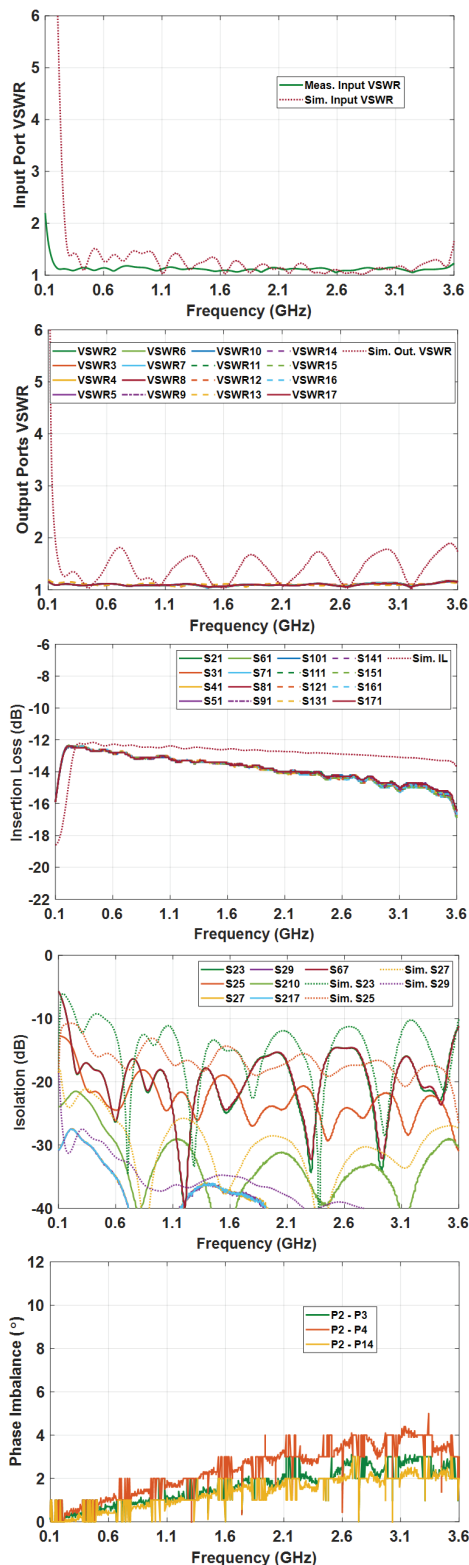 6
5
4
3
2
1
Input Port VSWR
Meas. Input VSWR
Sim. Input VSWR
0.1 0.6 1.1 1.6 2.1 2.6 3.1 3.6
Frequency (GHz)
6
5
4
3
2
1
Output Ports VSWR
VSWR2 VSWR6 VSWR10 VSWR14 Sim. Out. VSWR
VSWR3 VSWR7 VSWR11 VSWR15
VSWR4 VSWR8 VSWR12 VSWR16
VSWR5 VSWR9 VSWR13 VSWR17
0.1 0.6 1.1 1.6 2.1 2.6 3.1 3.6
Frequency (GHz)
-6
-8
-10
-12
-14
-16
-18
-20
-22
Insertion Loss (dB)
S21 S61 S101 S141 Sim. IL
S31 S71 S111 S151
S41 S81 S121 S161
S51 S91 S131 S171
0.1 0.6 1.1 1.6 2.1 2.6 3.1 3.6
Frequency (GHz)
0
-10
-20
-30
-40
Isolation (dB)
S23 S29 S67 Sim. S27
S25 S210 Sim. S23 Sim. S29
S27 S217 Sim. S25
0.1 0.6 1.1 1.6 2.1 2.6 3.1 3.6
Frequency (GHz)
12
10
8
6
4
2
0
Phase Imbalance (°)
P2 - P3
P2 - P4
P2 - P14
0.1 0.6 1.1 1.6 2.1 2.6 3.1 3.6
Frequency (GHz)